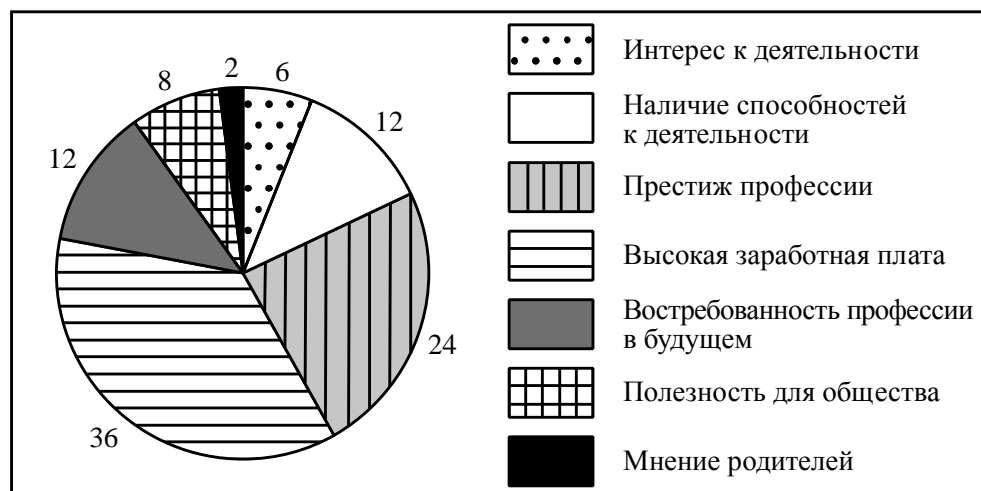 2
6
8
12
12
24
36
Интерес к деятельности
Наличие способностей
к деятельности
Престиж профессии
Высокая заработная плата
Востребованность профессии
в будущем
Полезность для общества
Мнение родителей